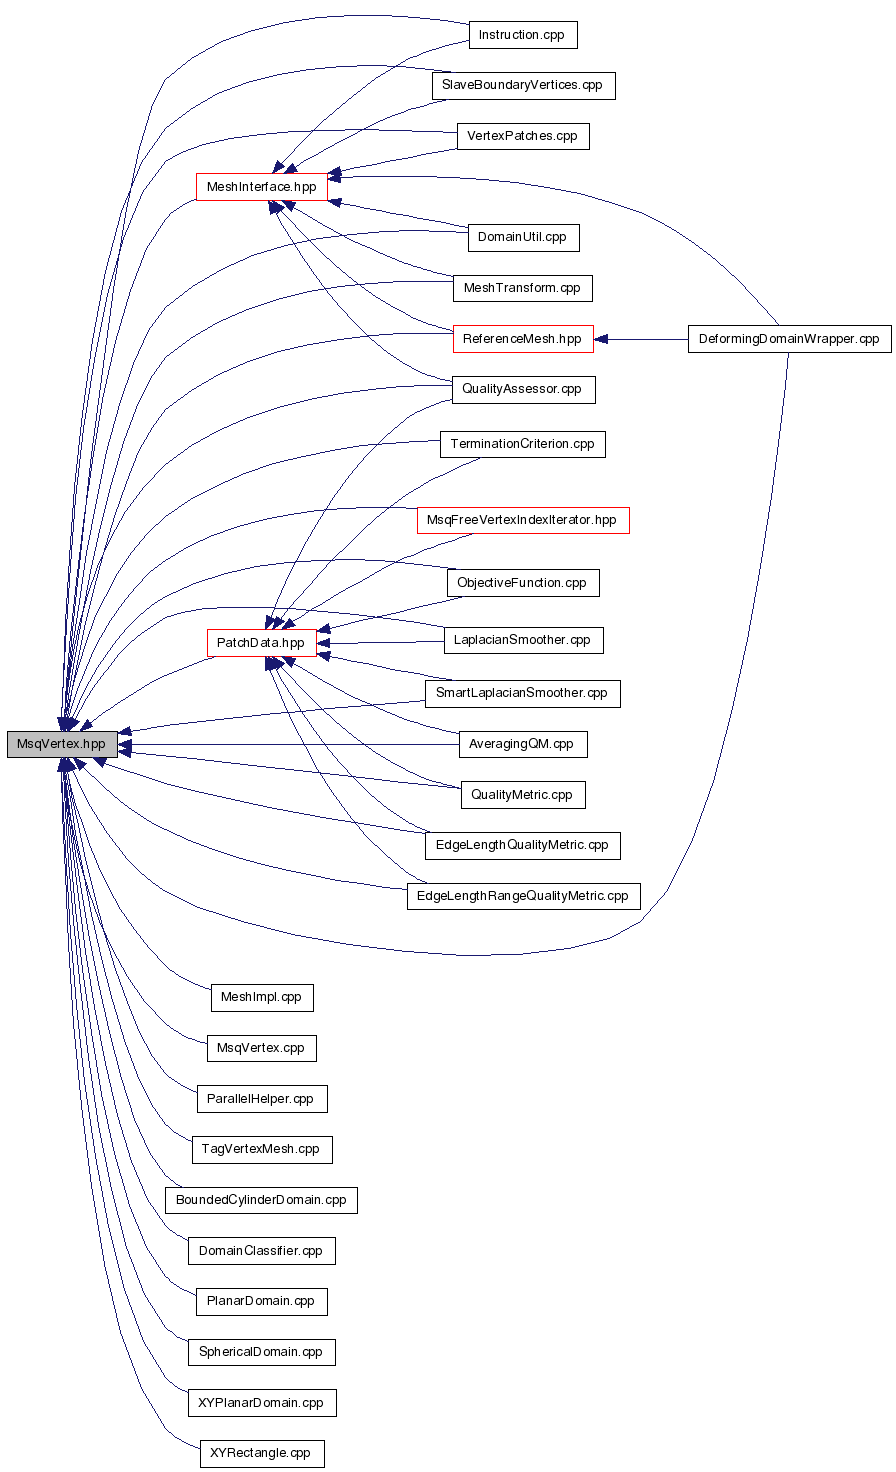 Instruction.cpp
SlaveBoundaryVertices.cpp
VertexPatches.cpp
MeshInterface.hpp
DomainUtil.cpp
MeshTransform.cpp
ReferenceMesh.hpp
DeformingDomainWrapper.cpp
QualityAssessor.cpp
TerminationCriterion.cpp
MsqFreeVertexIndexIterator.hpp
ObjectiveFunction.cpp
PatchData.hpp
LaplacianSmoother.cpp
SmartLaplacianSmoother.cpp
MsqVertex.hpp
AveragingQM.cpp
QualityMetric.cpp
EdgeLengthQualityMetric.cpp
EdgeLengthRangeQualityMetric.cpp
MeshImpl.cpp
MsqVertex.cpp
ParallelHelper.cpp
TagVertexMesh.cpp
BoundedCylinderDomain.cpp
DomainClassifier.cpp
PlanarDomain.cpp
SphericalDomain.cpp
XYPlanarDomain.cpp
XYRectangle.cpp